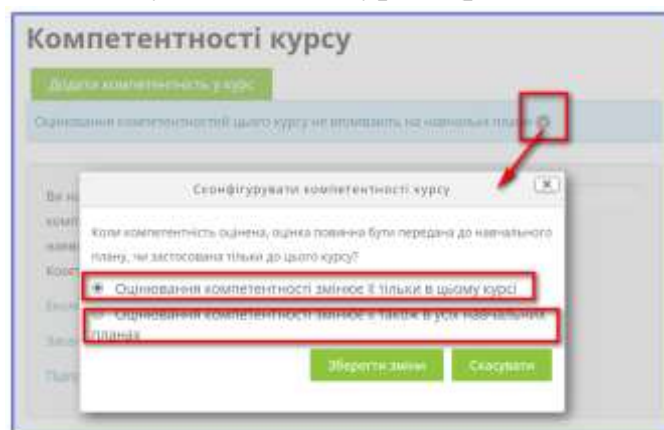 Компетентності курсу
Додати компетентність у курс
Оцінювання компетентностей цього курсу не впливають на навчальні плани
Сконфігурувати компетентності курсу
Ви
Коли компетентність оцінена, оцінка повинна бути передана до навчального
плану, чи застосована тільки до цього курсу?
Оцінювання компетентності змінює її тільки в цьому курсі
Оцінювання компетентності змінює її також в усіх навчальних
планах
Зберегти зміни Скасувати